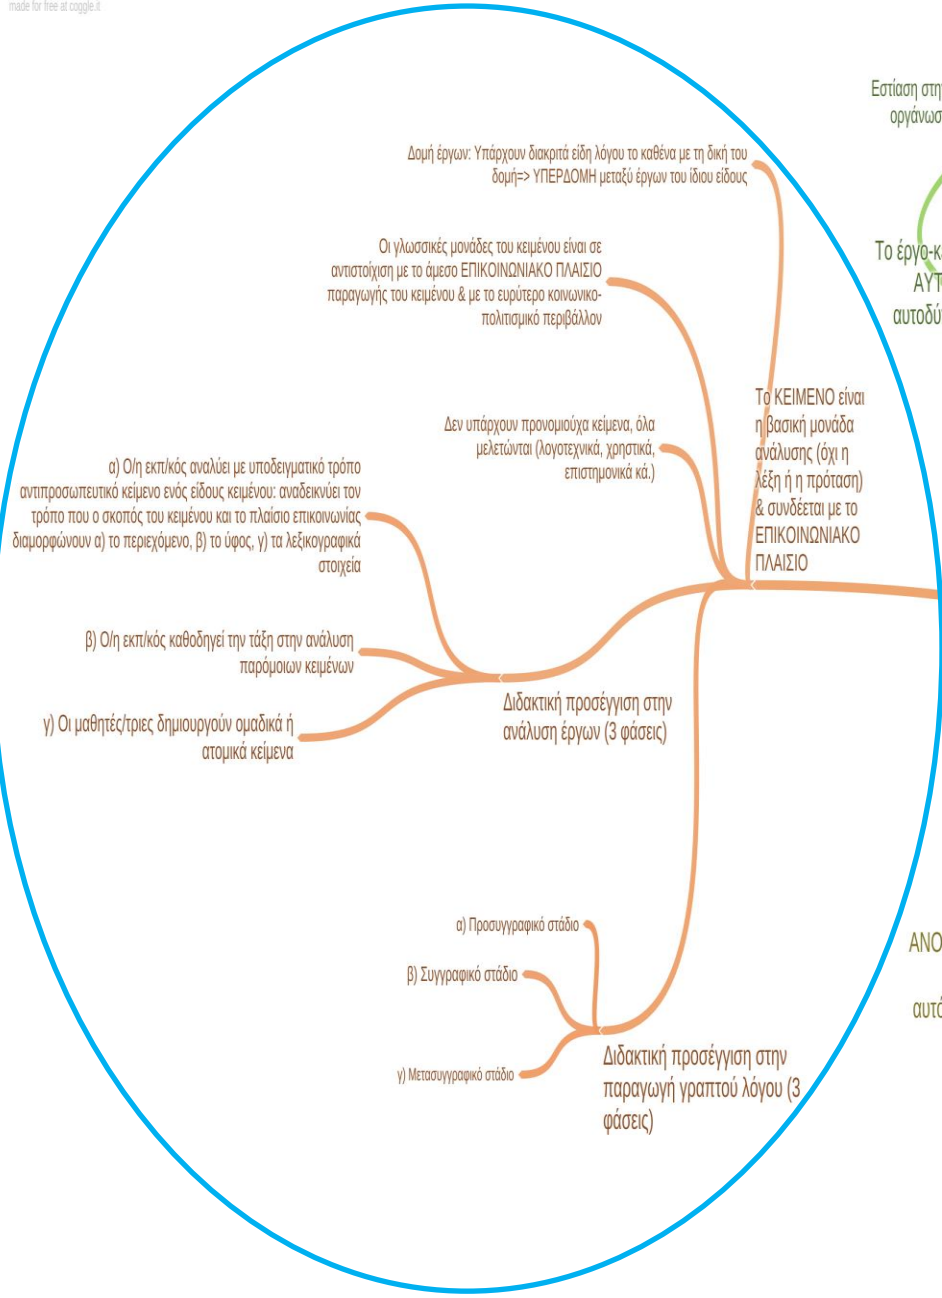 made for free at coggle.it
Εστίαση στην
οργάνωσ
Δομή έργων: Υπάρχουν διακριτά είδη λόγου το καθένα με τη δική του
δομή=> ΥΠΕΡΔΟΜΗ μεταξύ έργων του ίδιου είδους
Οι γλωσσικές μονάδες του κειμένου είναι σε
αντιστοίχιση με το άμεσο ΕΠΙΚΟΙΝΩΝΙΑΚΟ ΠΛΑΙΣΙΟ
παραγωγής του κειμένου & με το ευρύτερο κοινωνικο-
πολιτισμικό περιβάλλον
Το έργο-κ
ΑΥΤ
αυτοδύ
Το ΚΕΙΜΕΝΟ είναι
η βασική μονάδα
ανάλυσης (όχι η
λέξη ή η πρόταση)
& συνδέεται με το
ΕΠΙΚΟΙΝΩΝΙΑΚΟ
ΠΛΑΙΣΙΟ
Δεν υπάρχουν προνομιούχα κείμενα, όλα
μελετώνται (λογοτεχνικά, χρηστικά,
επιστημονικά κά.)
α) Ο/η εκπ/κός αναλύει με υποδειγματικό τρόπο
αντιπροσωπευτικό κείμενο ενός είδους κειμένου: αναδεικνύει τον
τρόπο που ο σκοπός του κειμένου και το πλαίσιο επικοινωνίας
διαμορφώνουν α) το περιεχόμενο, β) το ύφος, γ) τα λεξικογραφικά
στοιχεία
β) Ο/η εκπ/κός καθοδηγεί την τάξη στην ανάλυση
παρόμοιων κειμένων
γ) Οι μαθητές/τριες δημιουργούν ομαδικά ή
ατομικά κείμενα
Διδακτική προσέγγιση στην
ανάλυση έργων (3 φάσεις)
α) Προσυγγραφικό στάδιο
β) Συγγραφικό στάδιο
γ) Μετασυγγραφικό στάδιο
Διδακτική προσέγγιση στην
παραγωγή γραπτού λόγου (3
φάσεις)
ΑΝΟ
αυτό